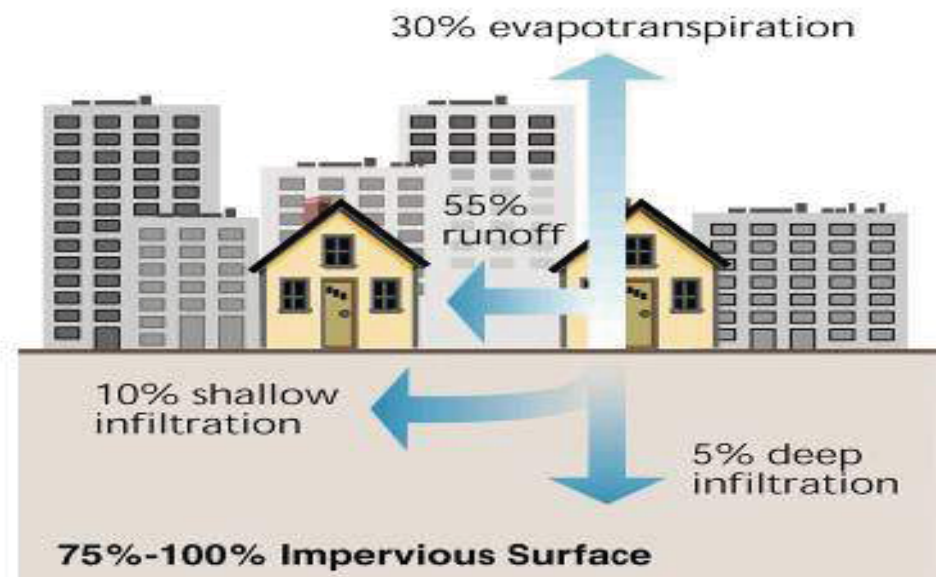 30% evapotranspiration
55%
runoff
10% shallow
infiltration
5% deep
infiltration
75%-100% Impervious Surface